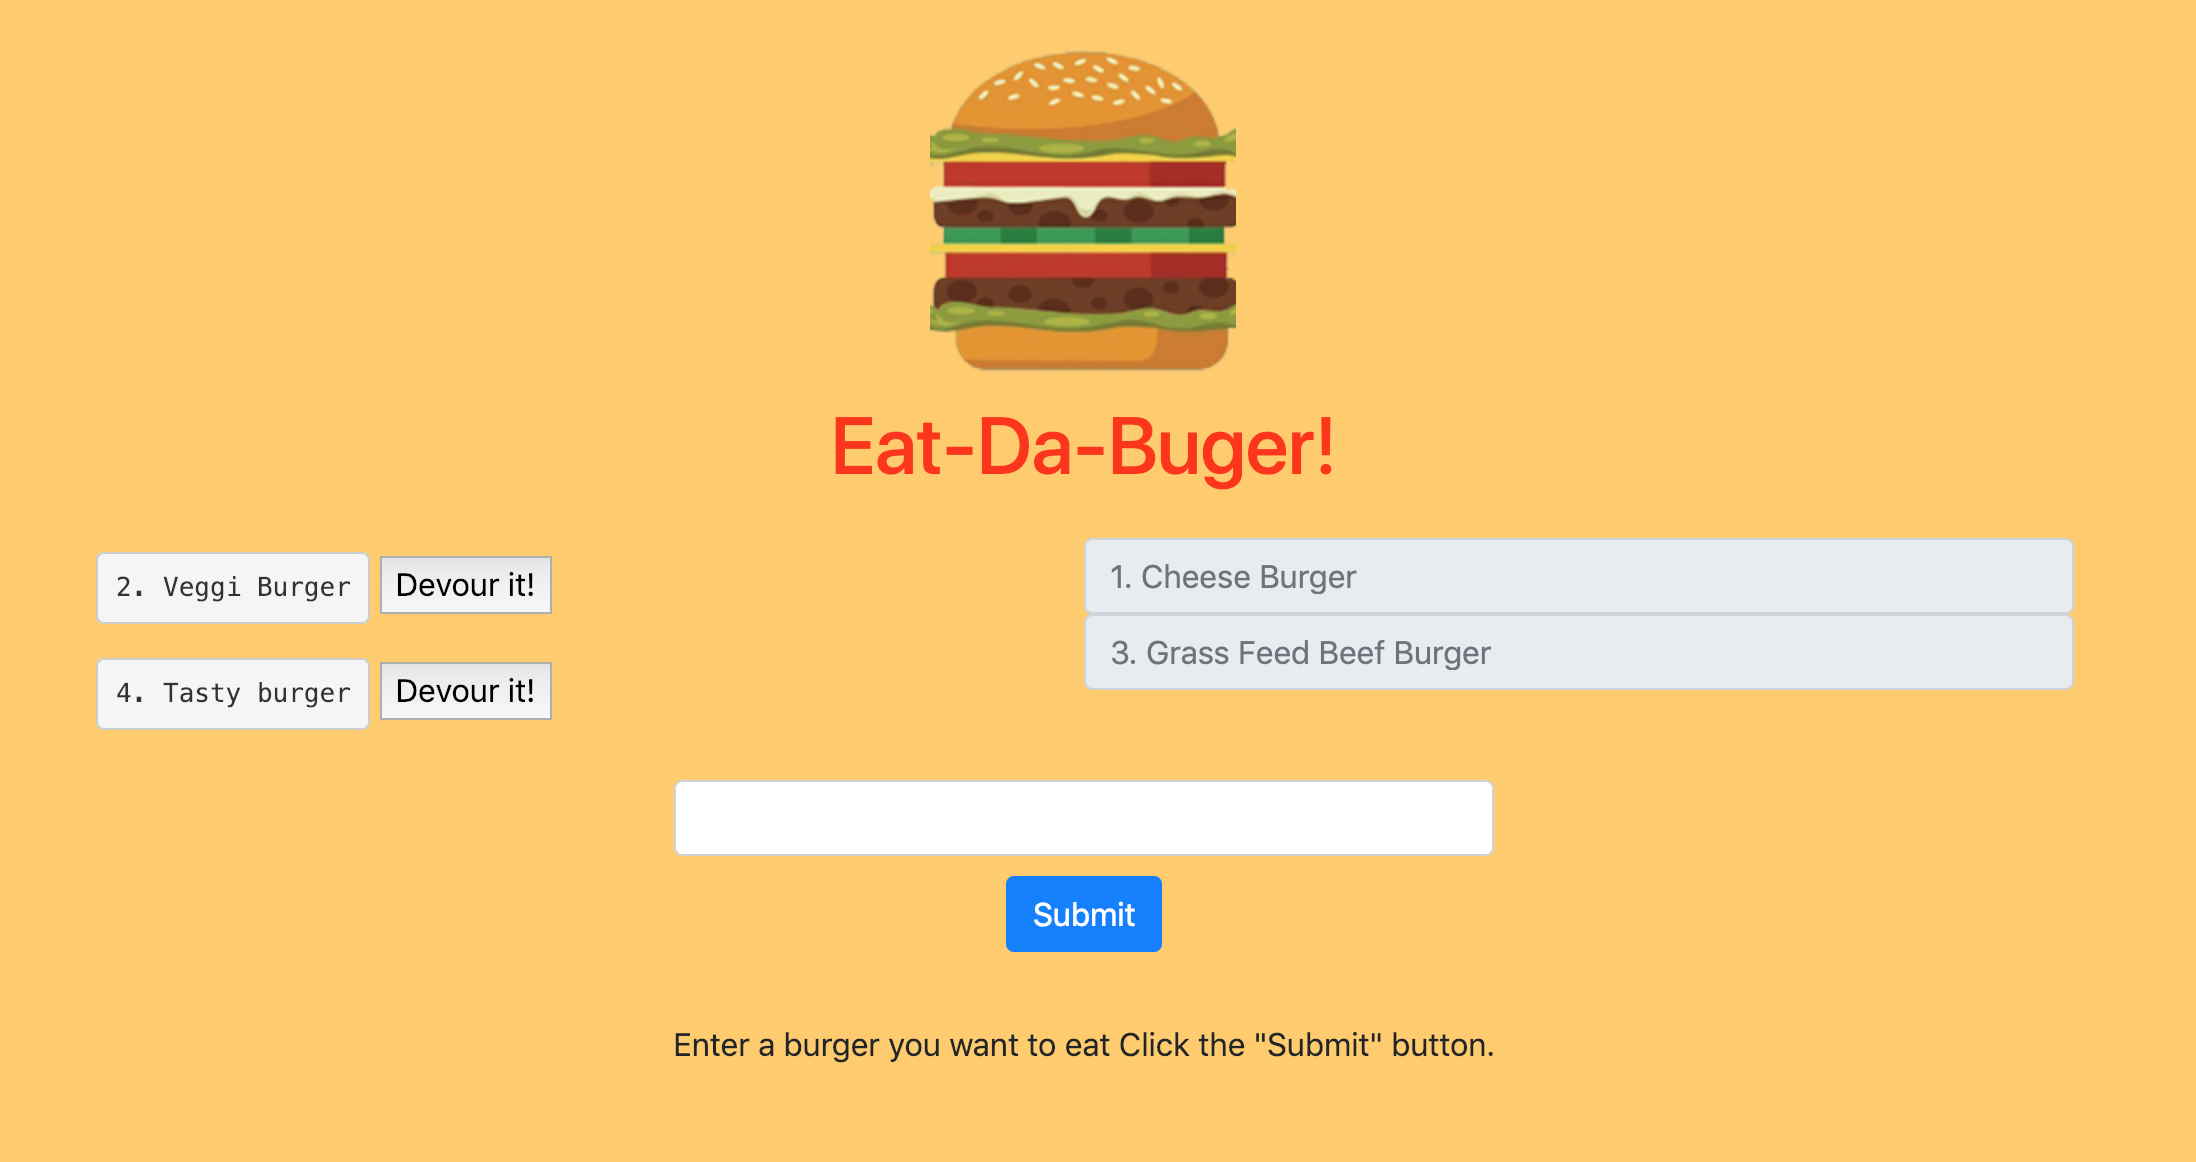 Eat-Da-Buger!
2. Veggi Burger
Devour it!
4. Tasty burger
Devour it!
1. Cheese Burger
3. Grass Feed Beef Burger
Submit
Enter a burger you want to eat Click the "Submit" button.